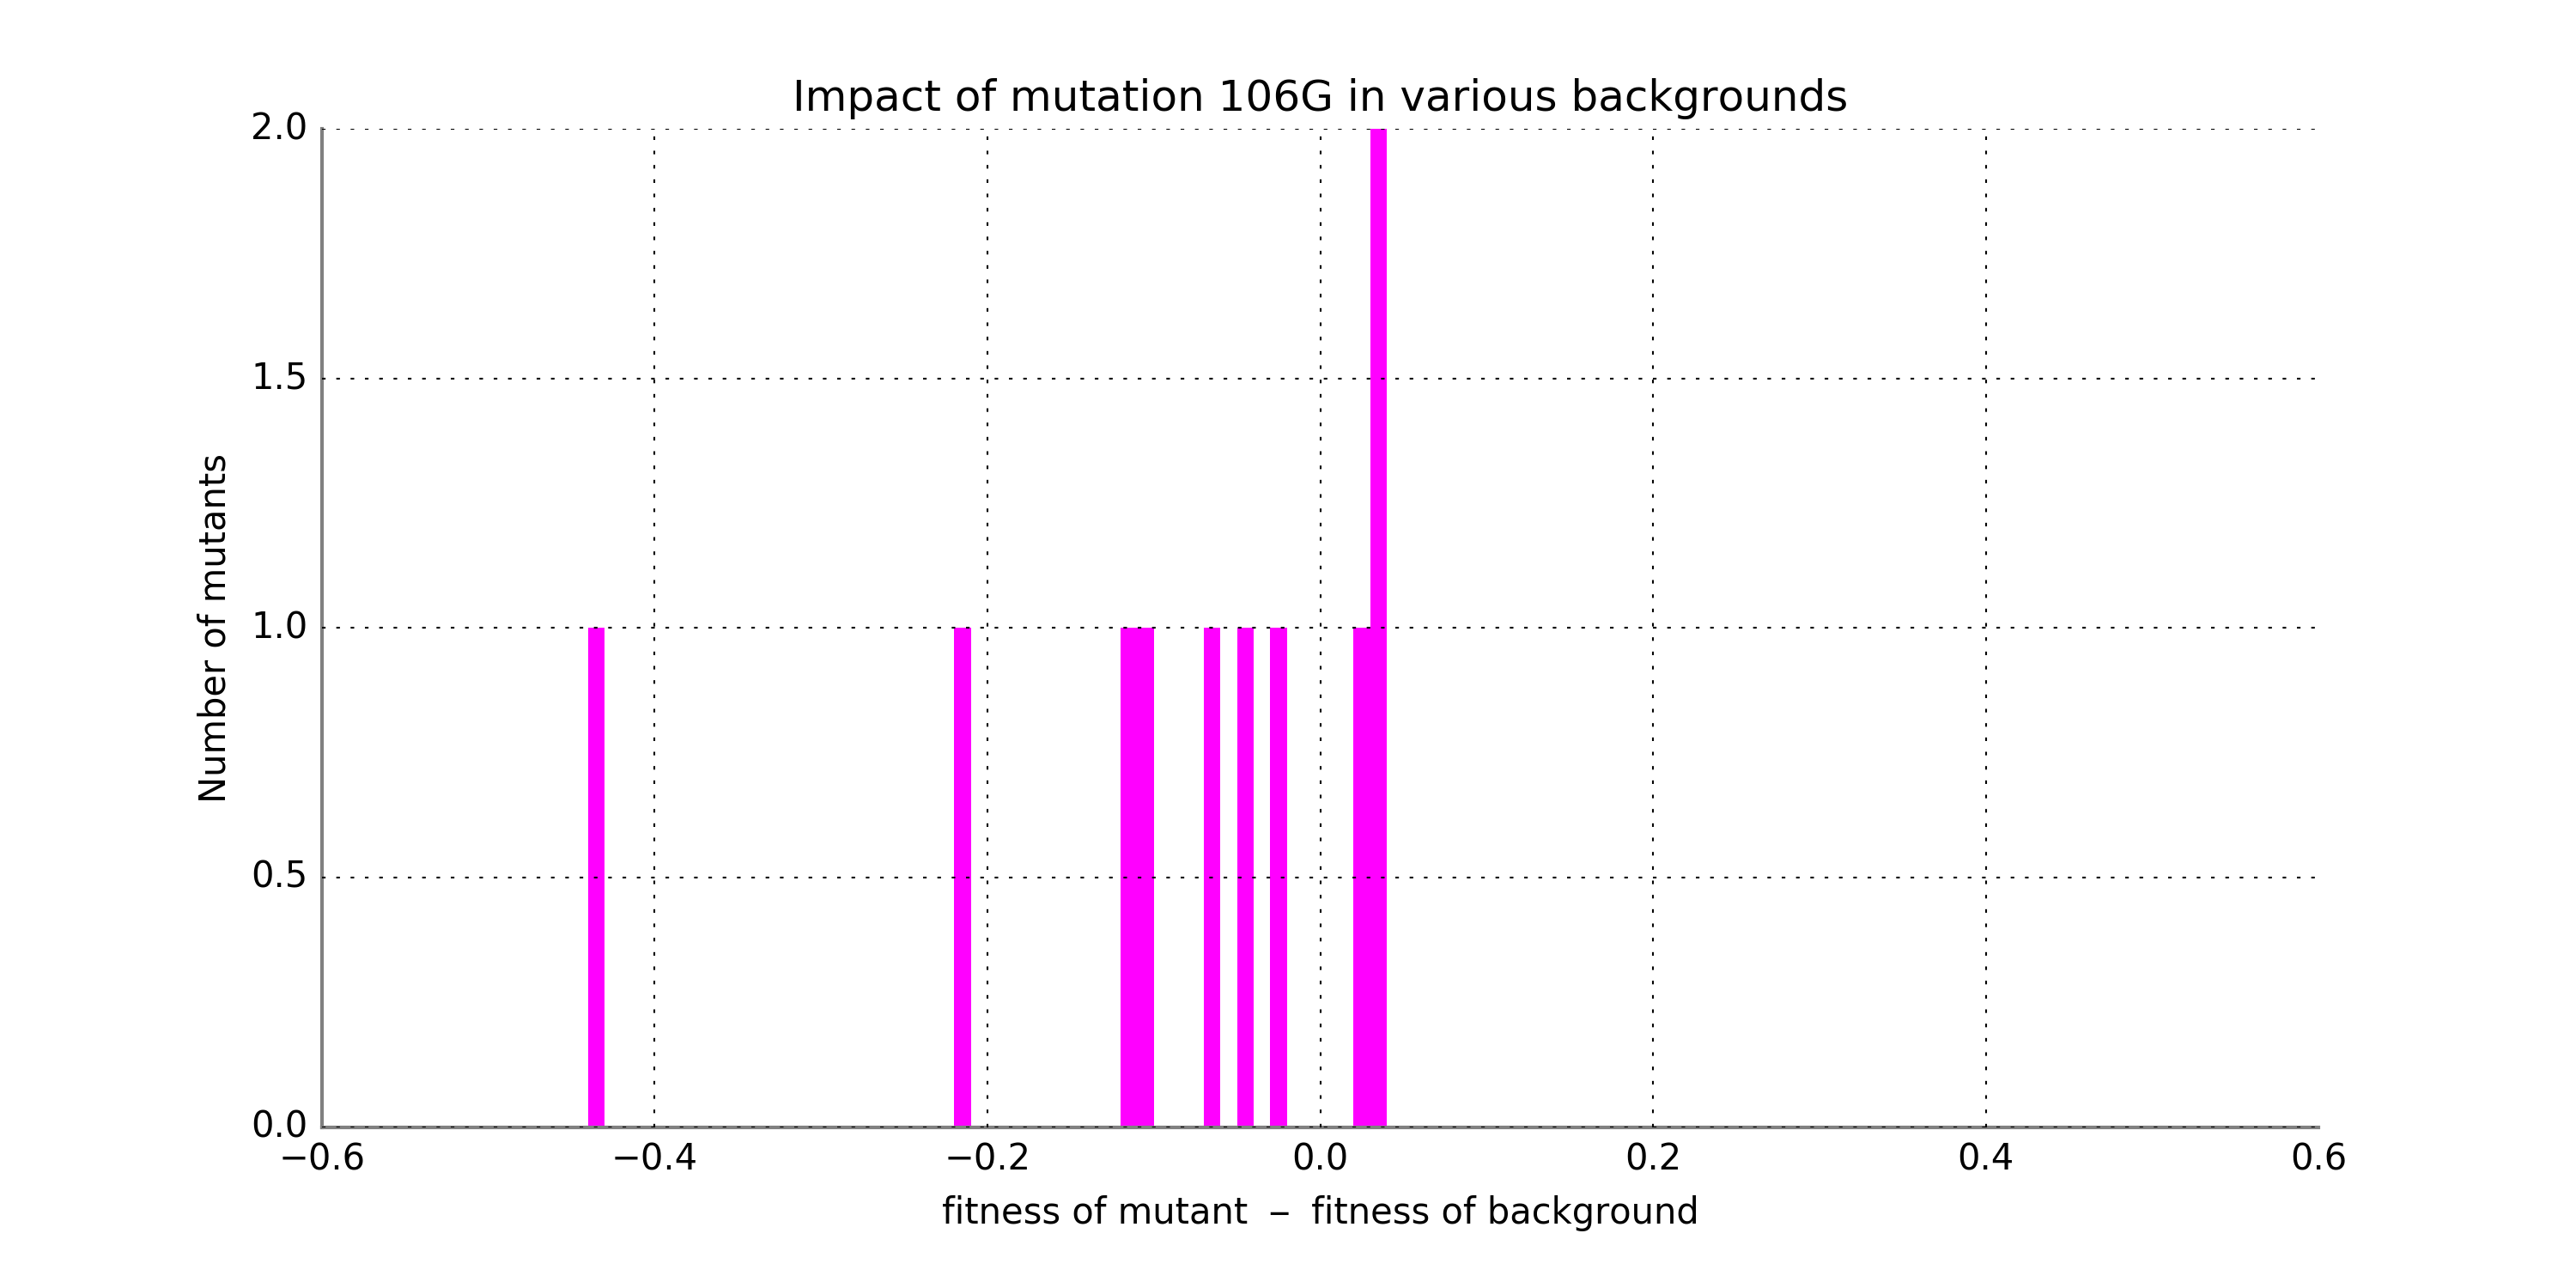 Impact of mutation 106G in various backgrounds
2.0
1.5
1.0
0.5
0.0
Number of mutants
−0.6 −0.4 −0.2 0.0 0.2 0.4 0.6
fitness of mutant − fitness of background